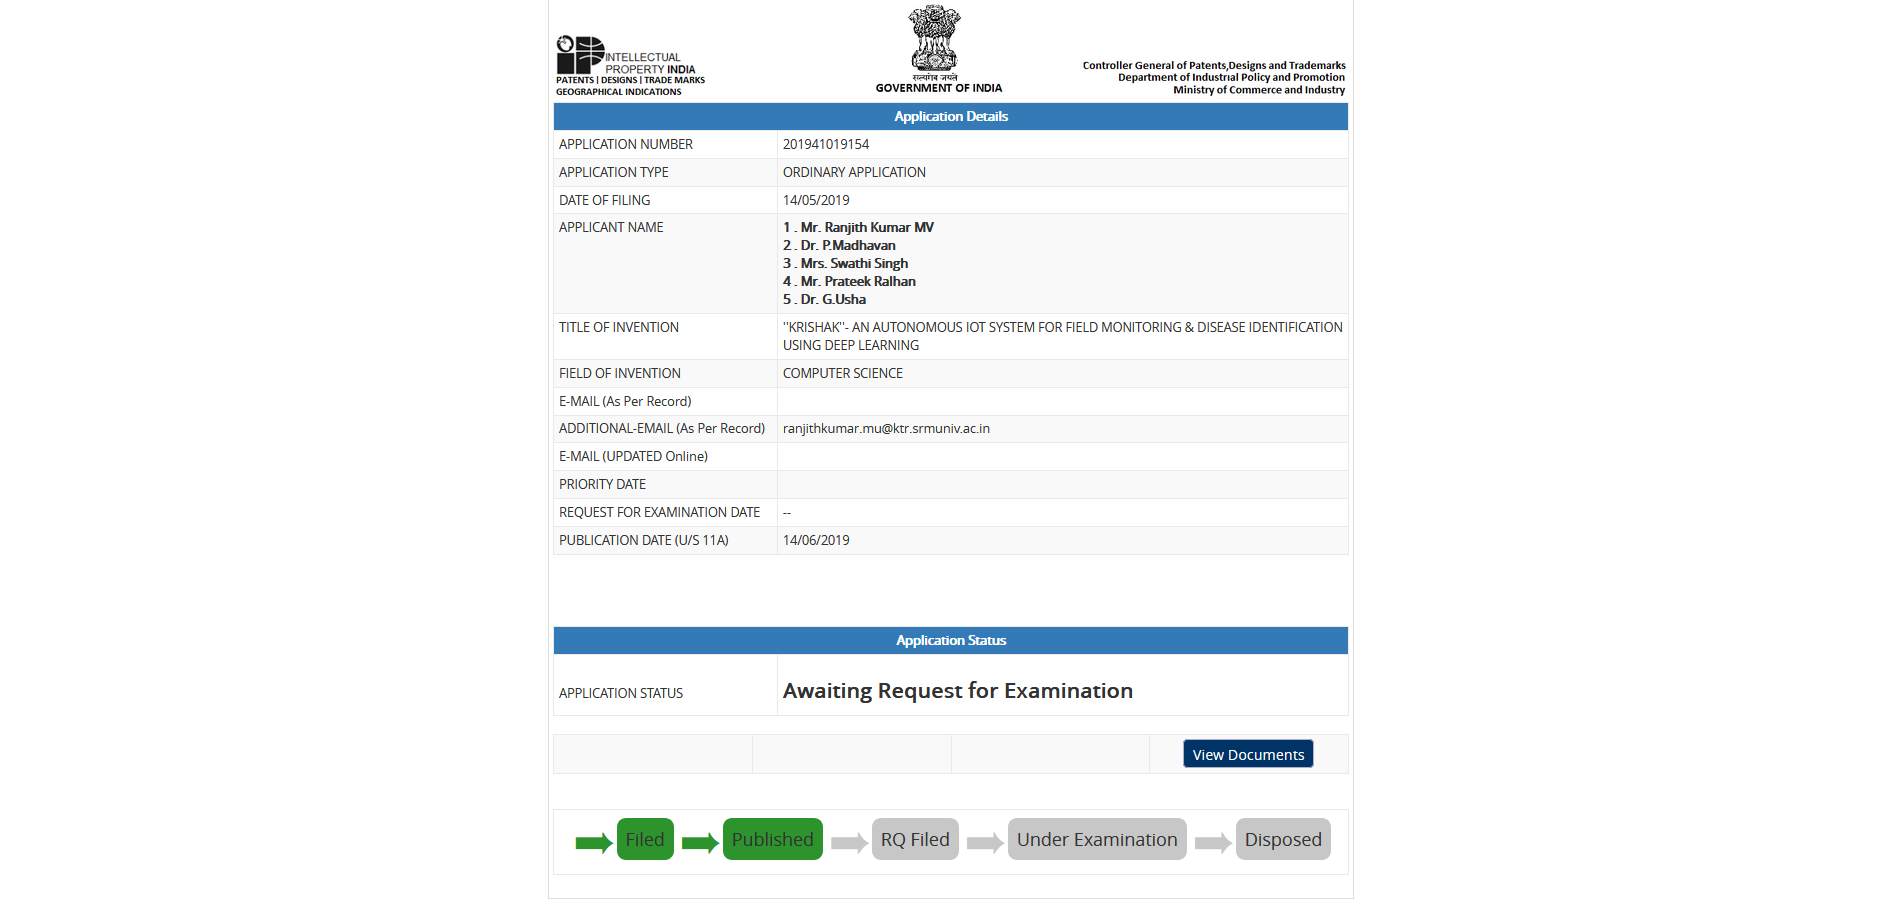 INTELLECTUAL
PROPERTY INDIA
PATENTS | DESIGNS | TRADE MARKS
GEOGRAPHICAL INDICATIONS
सत्यमेव जयते
GOVERNMENT OF INDIA
Controller General of Patents,Designs and Trademarks
Department of Industrial Policy and Promotion
Ministry of Commerce and Industry
Application Details
APPLICATION NUMBER 201941019154
APPLICATION TYPE ORDINARY APPLICATION
DATE OF FILING 14/05/2019
APPLICANT NAME 1 . Mr. Ranjith Kumar MV
2 . Dr. P.Madhavan
3 . Mrs. Swathi Singh
4 . Mr. Prateek Ralhan
5 . Dr. G.Usha
TITLE OF INVENTION ''KRISHAK''- AN AUTONOMOUS IOT SYSTEM FOR FIELD MONITORING & DISEASE IDENTIFICATION
USING DEEP LEARNING
FIELD OF INVENTION COMPUTER SCIENCE
E-MAIL (As Per Record)
ADDITIONAL-EMAIL (As Per Record) ranjithkumar.mu@ktr.srmuniv.ac.in
E-MAIL (UPDATED Online)
PRIORITY DATE
REQUEST FOR EXAMINATION DATE --
PUBLICATION DATE (U/S 11A) 14/06/2019
Application Status
APPLICATION STATUS Awaiting Request for Examination
View Documents
Filed Published RQ Filed Under Examination Disposed